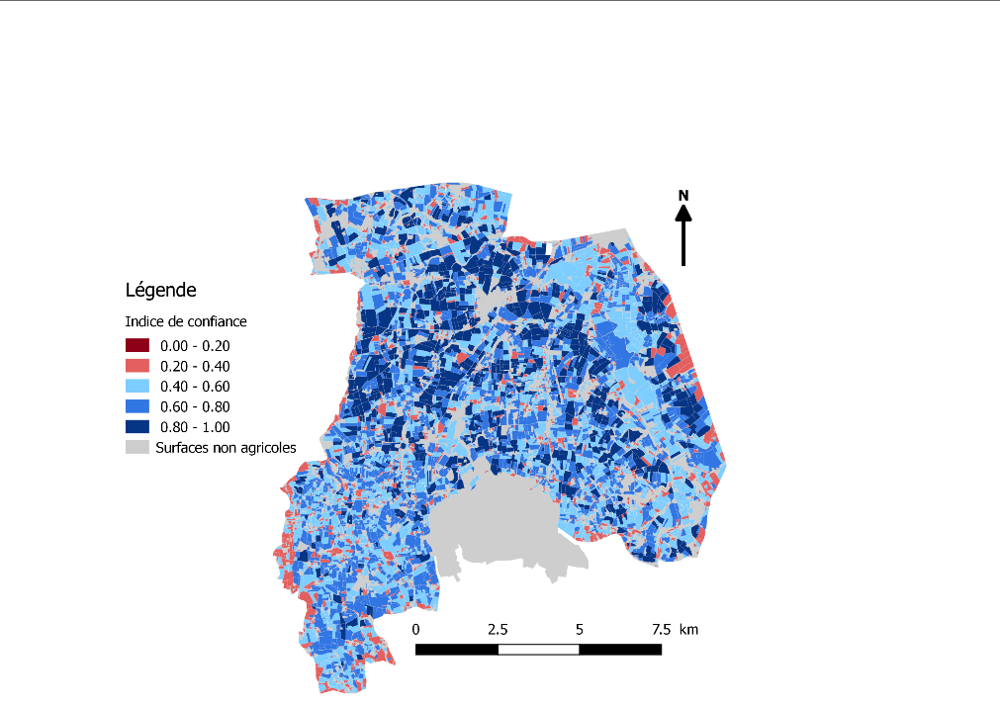 N
Légende
Indice de confiance
0.00 - 0.20
0.20 - 0.40
0.40 - 0.60
0.60 - 0.80
0.80 - 1.00
Surfaces non agricoles
0 2.5 5 7.5 km